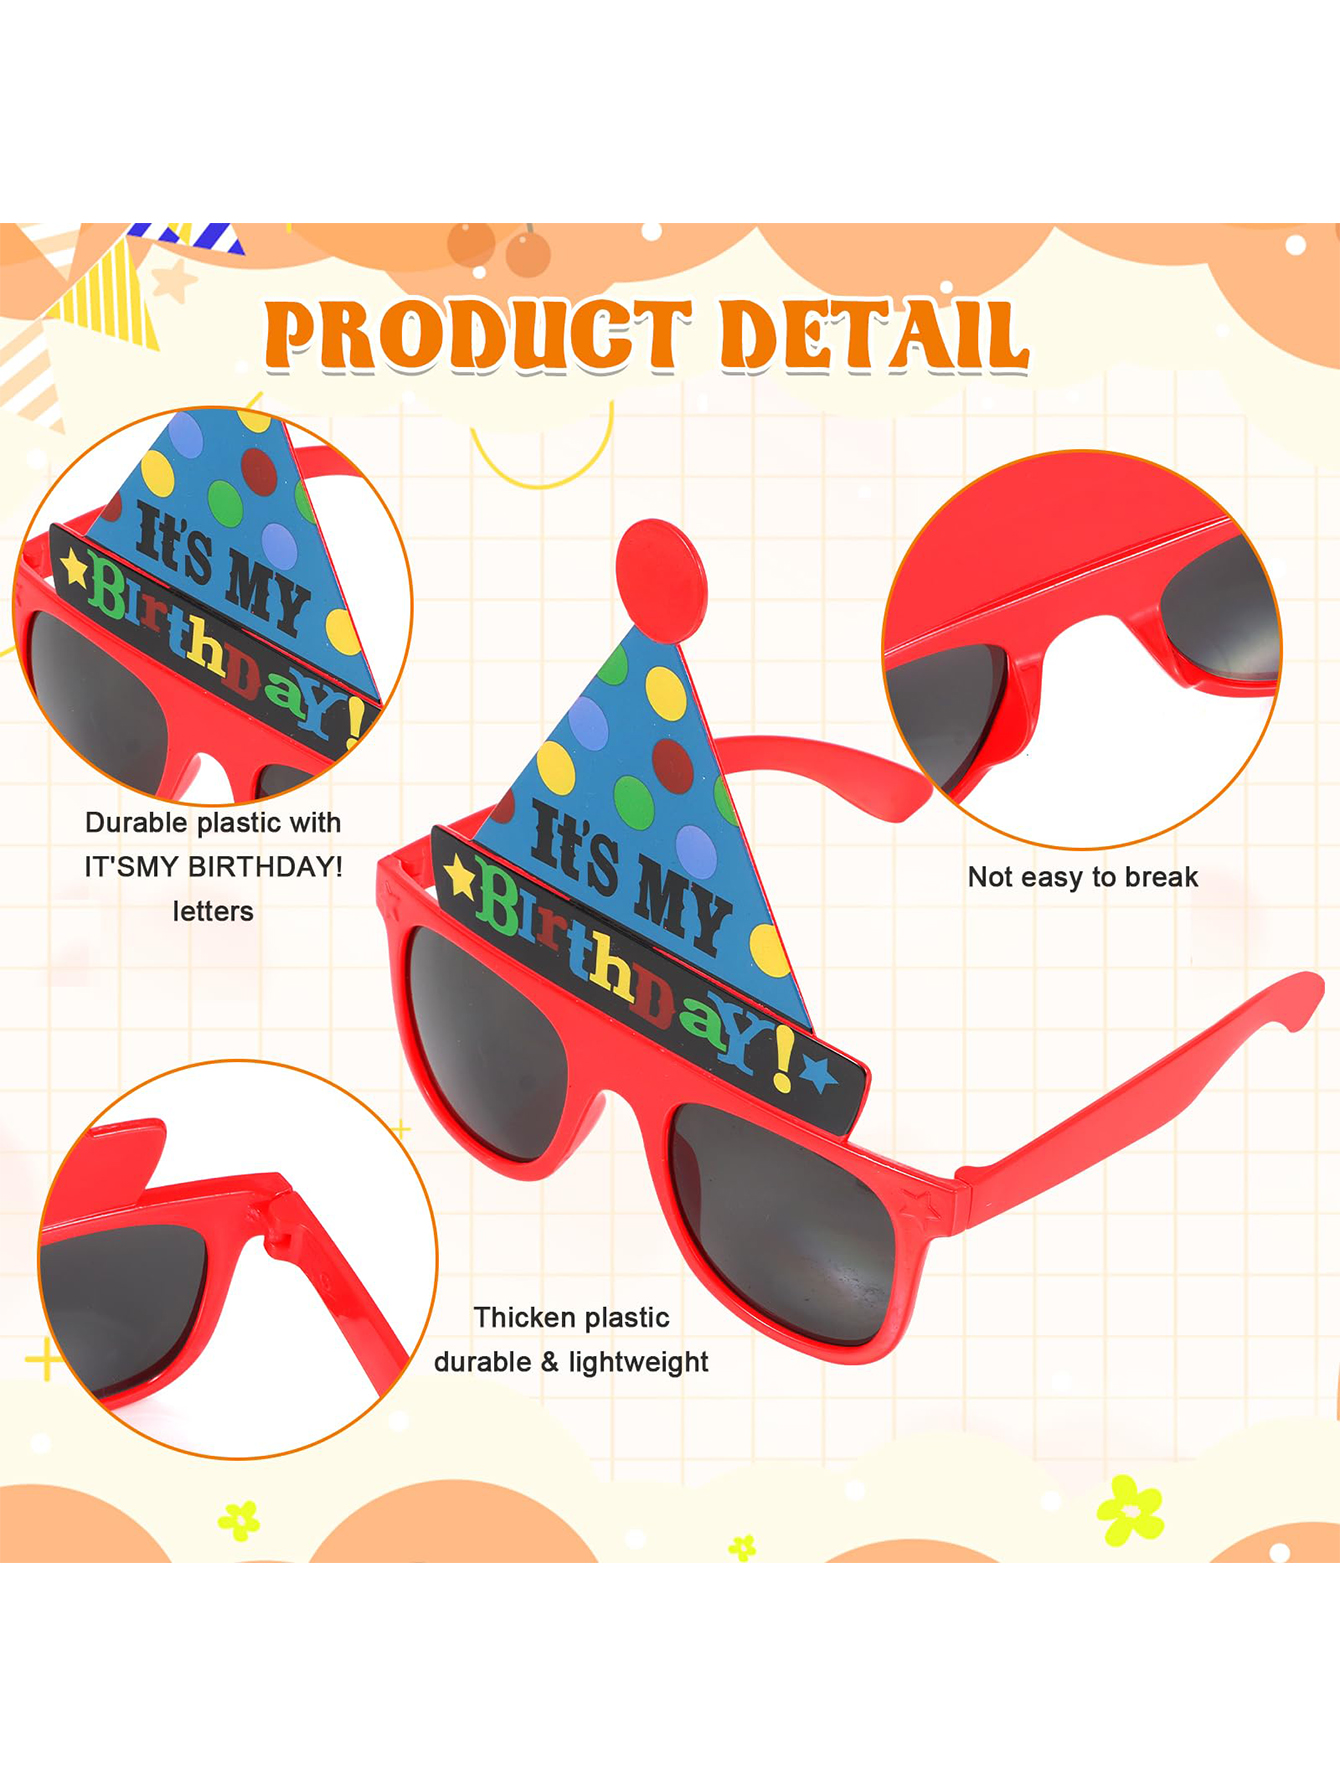 PRODUCT DETAIL
It's MY
BIrthDaY!
Durable plastic with
IT'SMY BIRTHDAY!
letters
Not easy to break
It's MY
BIrthDaY!
Thicken plastic
durable & lightweight